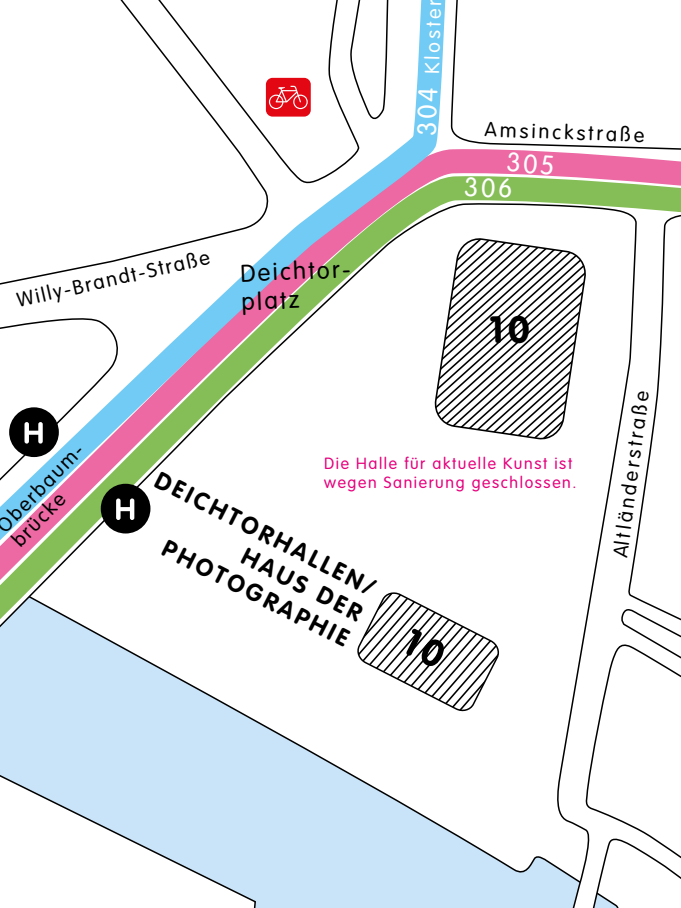 304 Kloster
Amsinckstraße
305
306
Willy-Brandt-Straße
Deichtor-
platz
10
H
Oberbaum-
brücke
H
Die Halle für aktuelle Kunst ist
wegen Sanierung geschlossen.
Altländerstraße
DEICHTORHALLEN/
HAUS DER
PHOTOGRAPHIE
10